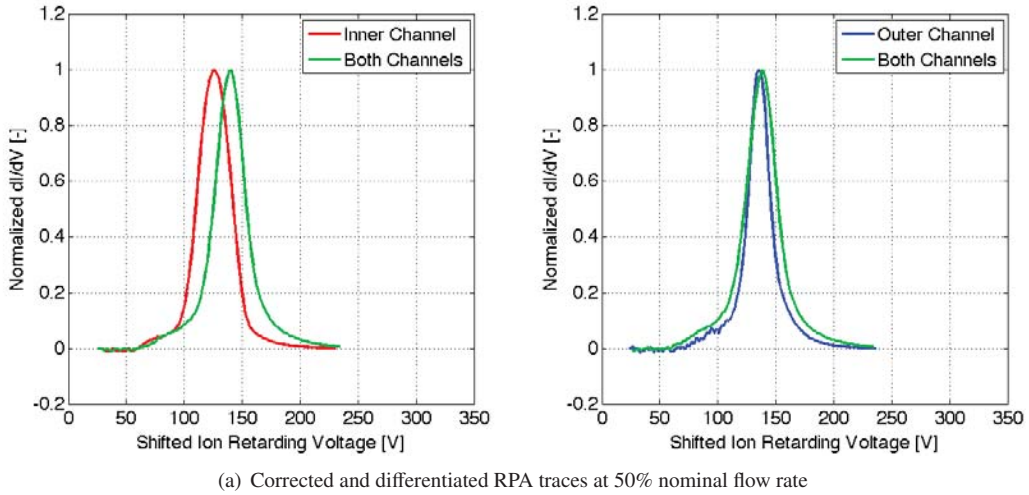 Inner Channel
Both Channels
1.2
1
0.8
0.6
0.4
0.2
0
-0.2
Normalized dI/dV [-]
0 50 100 150 200 250 300 350
Shifted Ion Retarding Voltage [V]
Outer Channel
Both Channels
1.2
1
0.8
0.6
0.4
0.2
0
-0.2
Normalized dI/dV [-]
0 50 100 150 200 250 300 350
Shifted Ion Retarding Voltage [V]
(a) Corrected and differentiated RPA traces at 50% nominal flow rate